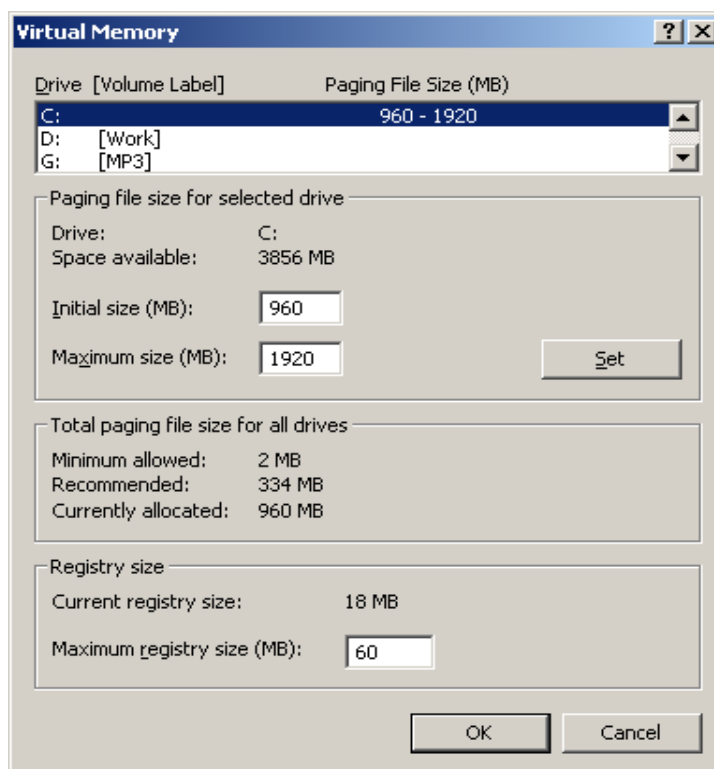 Virtual Memory
Drive [Volume Label] Paging File Size (MB)
C: 960 - 1920
D: [Work]
G: [MP3]
Paging file size for selected drive
Drive: C:
Space available: 3856 MB
Initial size (MB): 960
Maximum size (MB): 1920 Set
Total paging file size for all drives
Minimum allowed: 2 MB
Recommended: 334 MB
Currently allocated: 960 MB
Registry size
Current registry size: 18 MB
Maximum registry size (MB): 60
OK Cancel